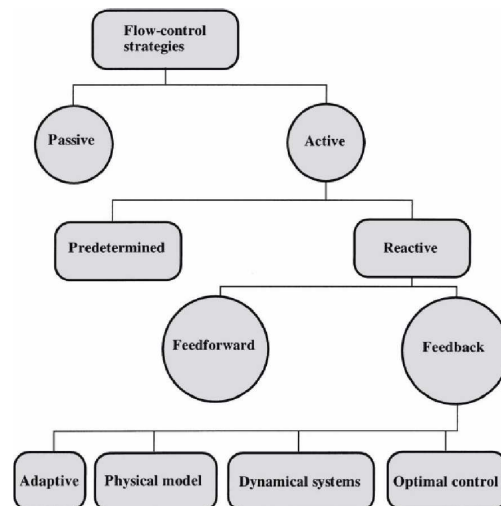 Flow-control
strategies
Passive
Active
Predetermined
Reactive
Feedforward
Feedback
Adaptive
Physical model
Dynamical systems
Optimal control